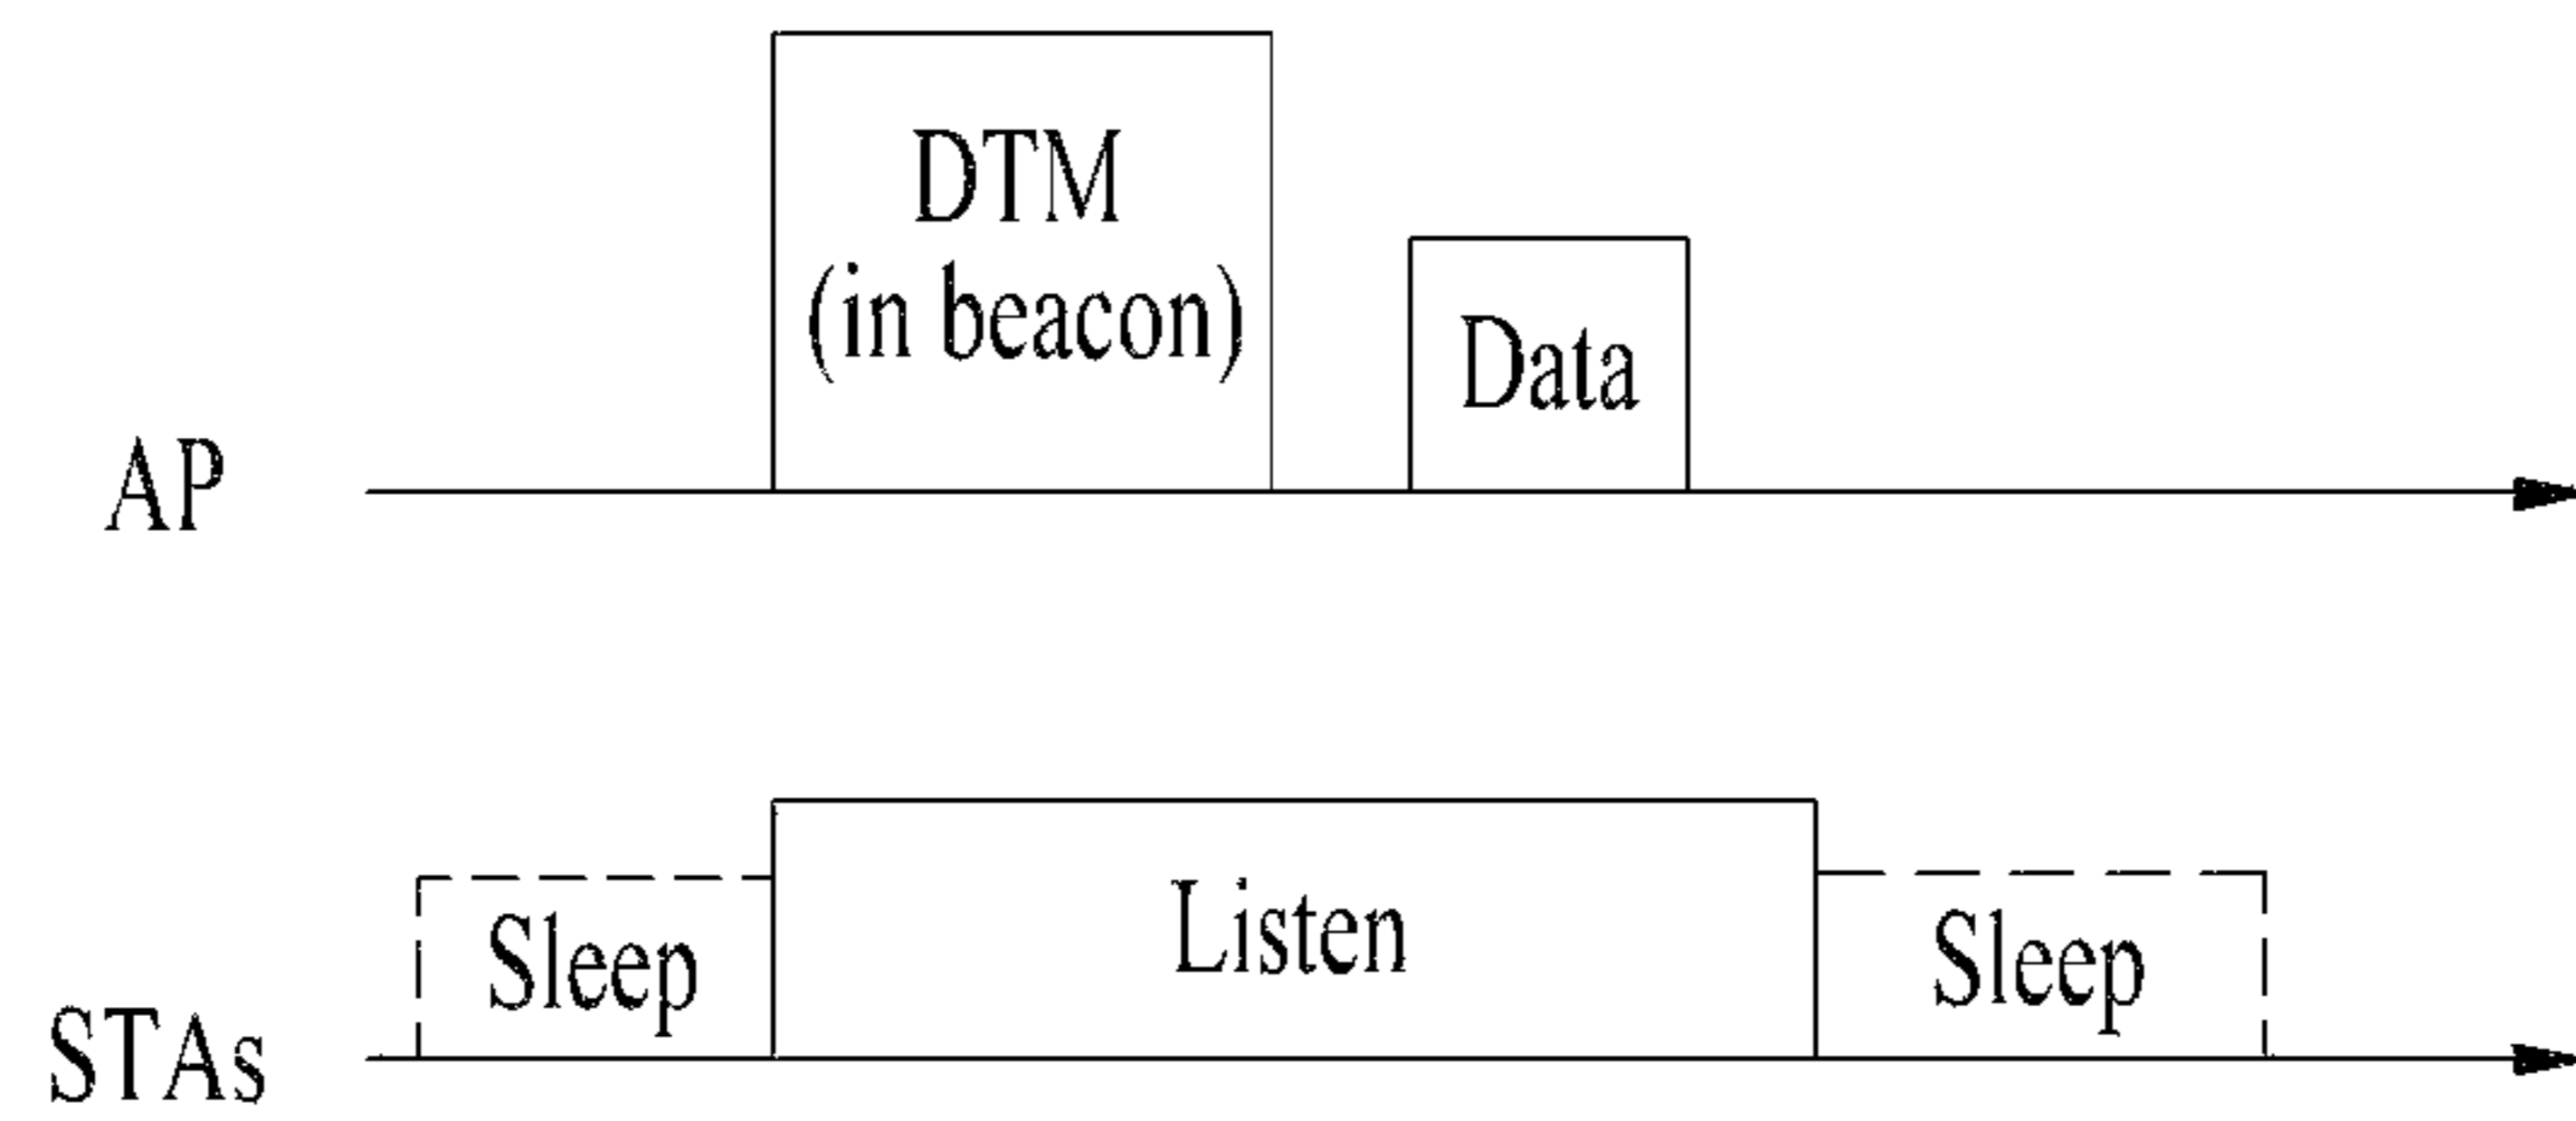 DTM
(in beacon)
Data
AP
Listen
Sleep
Sleep
STAs